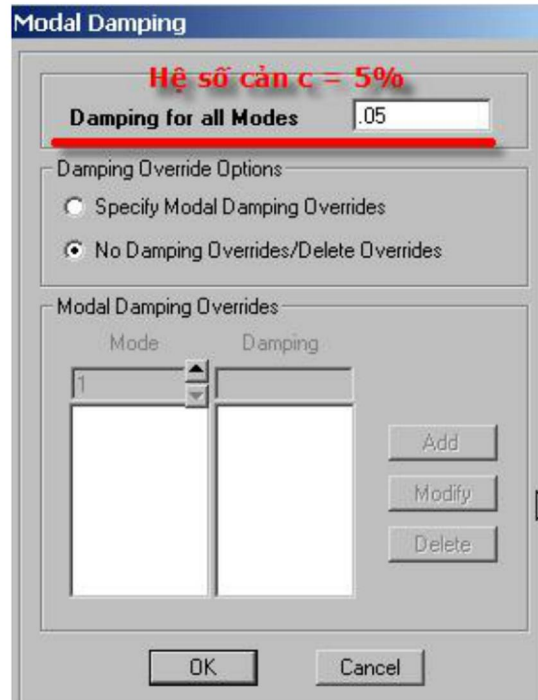 Modal Damping
Hệ số cản c = 5%
Damping for all Modes .05
Damping Override Options
Specify Modal Damping Overrides
No Damping Overrides/Delete Overrides
Modal Damping Overrides
Mode Damping
1
Add
Modify
Delete
OK Cancel